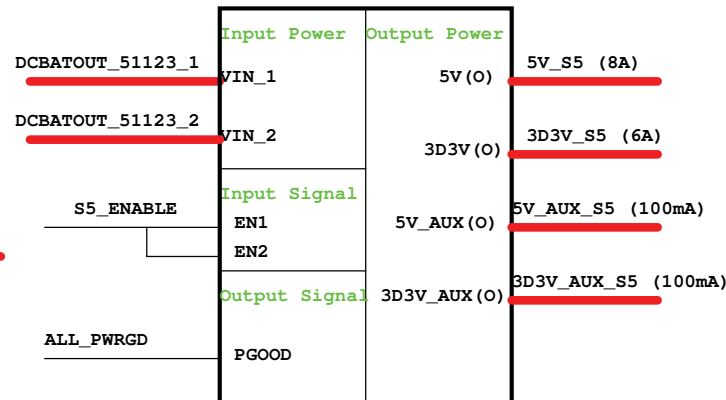 Input Power Output Power
DCBATOUT_51123_1 VIN_1 5V(O) 5V_S5 (8A)
DCBATOUT_51123_2 VIN_2 3D3V(O) 3D3V_S5 (6A)
Input Signal
S5_ENABLE EN1 5V_AUX(O) 5V_AUX_S5 (100mA)
EN2
Output Signal 3D3V_AUX(O) 3D3V_AUX_S5 (100mA)
ALL_PWRGD PGOOD